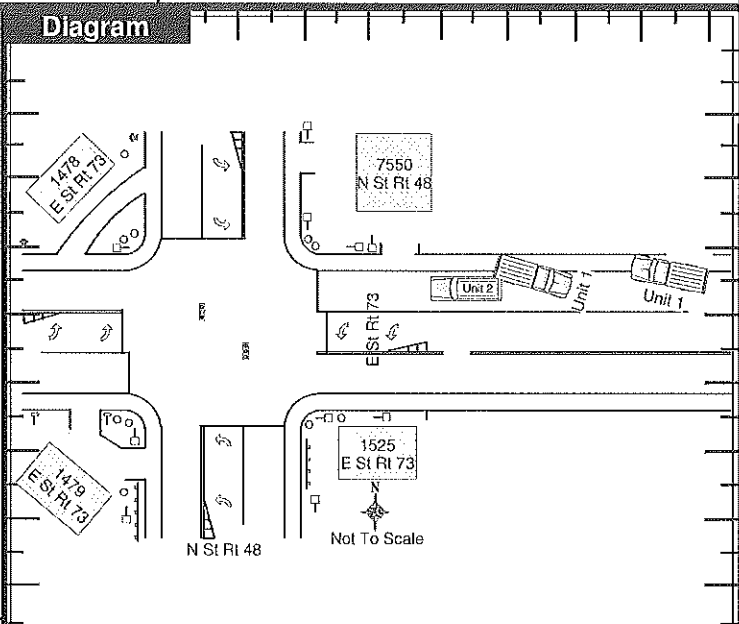 Diagram
1478
E St Rt 73
7550
N St Rt 48
Unit 2
Unit 1
Unit 1
E St Rt 73
1479
E St Rt 73
1525
E St Rt 73
N
Not To Scale
N St Rt 48